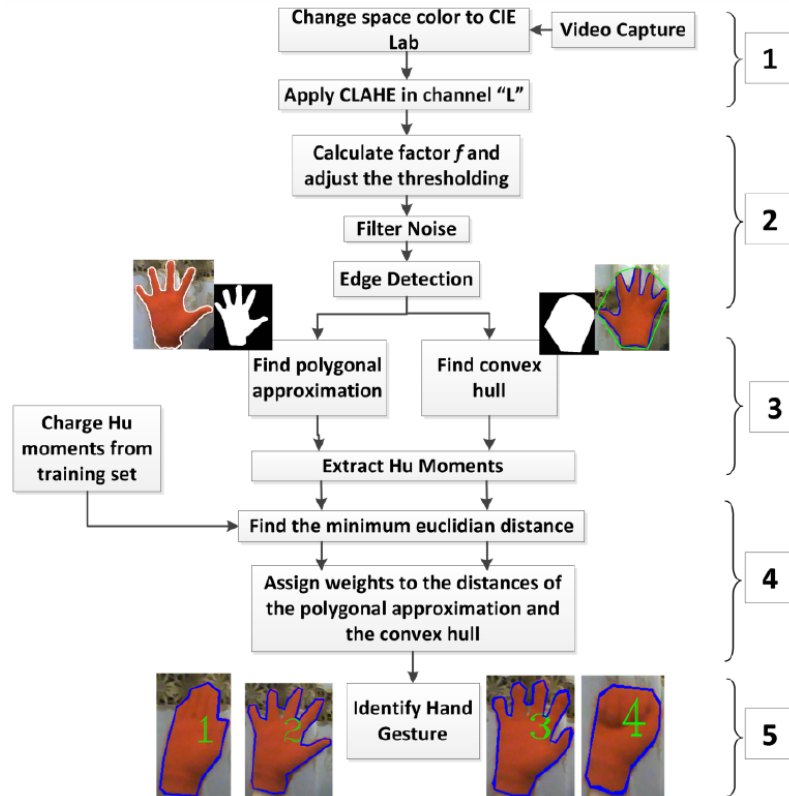 Change space color to CIE
Lab
Video Capture
1
Apply CLAHE in channel “L”
Calculate factor f and
adjust the thresholding
2
Filter Noise
Edge Detection
Find polygonal
approximation
Find convex
hull
3
Charge Hu
moments from
training set
Extract Hu Moments
Find the minimum euclidian distance
4
Assign weights to the distances of
the polygonal approximation and
the convex hull
1
2
Identify Hand
Gesture
3
4
5